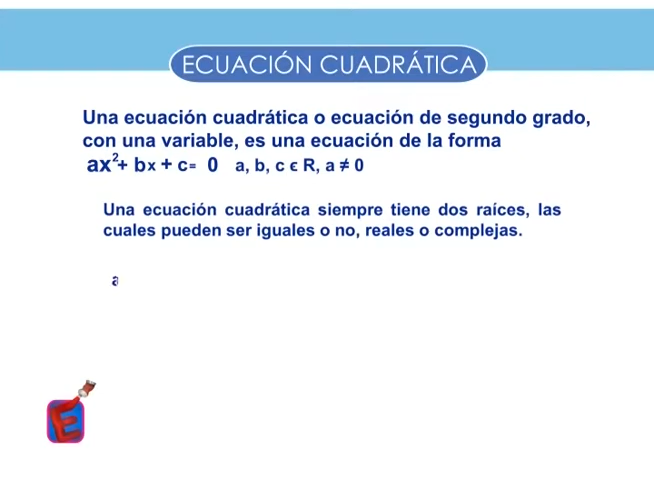 ECUACIÓN CUADRÁTICA
Una ecuación cuadrática o ecuación de segundo grado,
con una variable, es una ecuación de la forma
ax²+ bx + c= 0 a, b, c ϵ R, a ≠ 0
Una ecuación cuadrática siempre tiene dos raíces, las
cuales pueden ser iguales o no, reales o complejas.
E